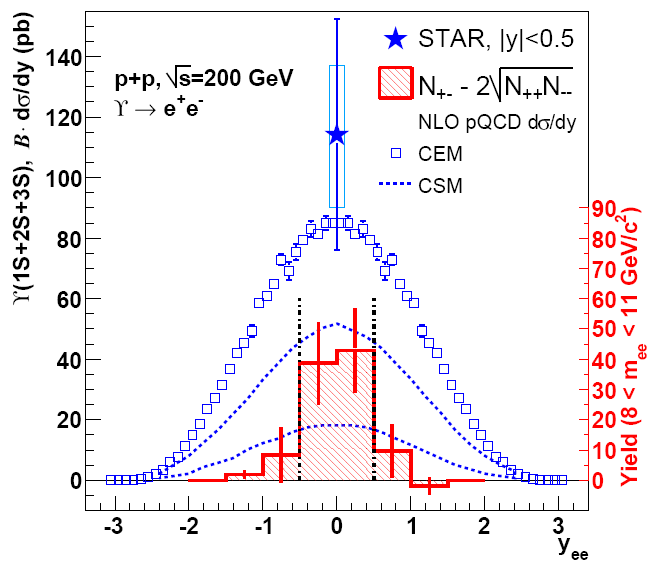 ϒ(1S+2S+3S), B· dσ/dy (pb)
140
120
100
80
60
40
20
0
p+p, √s=200 GeV
ϒ → e⁺e⁻
STAR, |y|<0.5
N₊₋ - 2√N₊₊N₋₋
NLO pQCD dσ/dy
CEM
CSM
90
80
70
60
50
40
30
20
10
0
Yield (8 < mₑₑ < 11 GeV/c²)
-3 -2 -1 0 1 2 3
yₑₑ